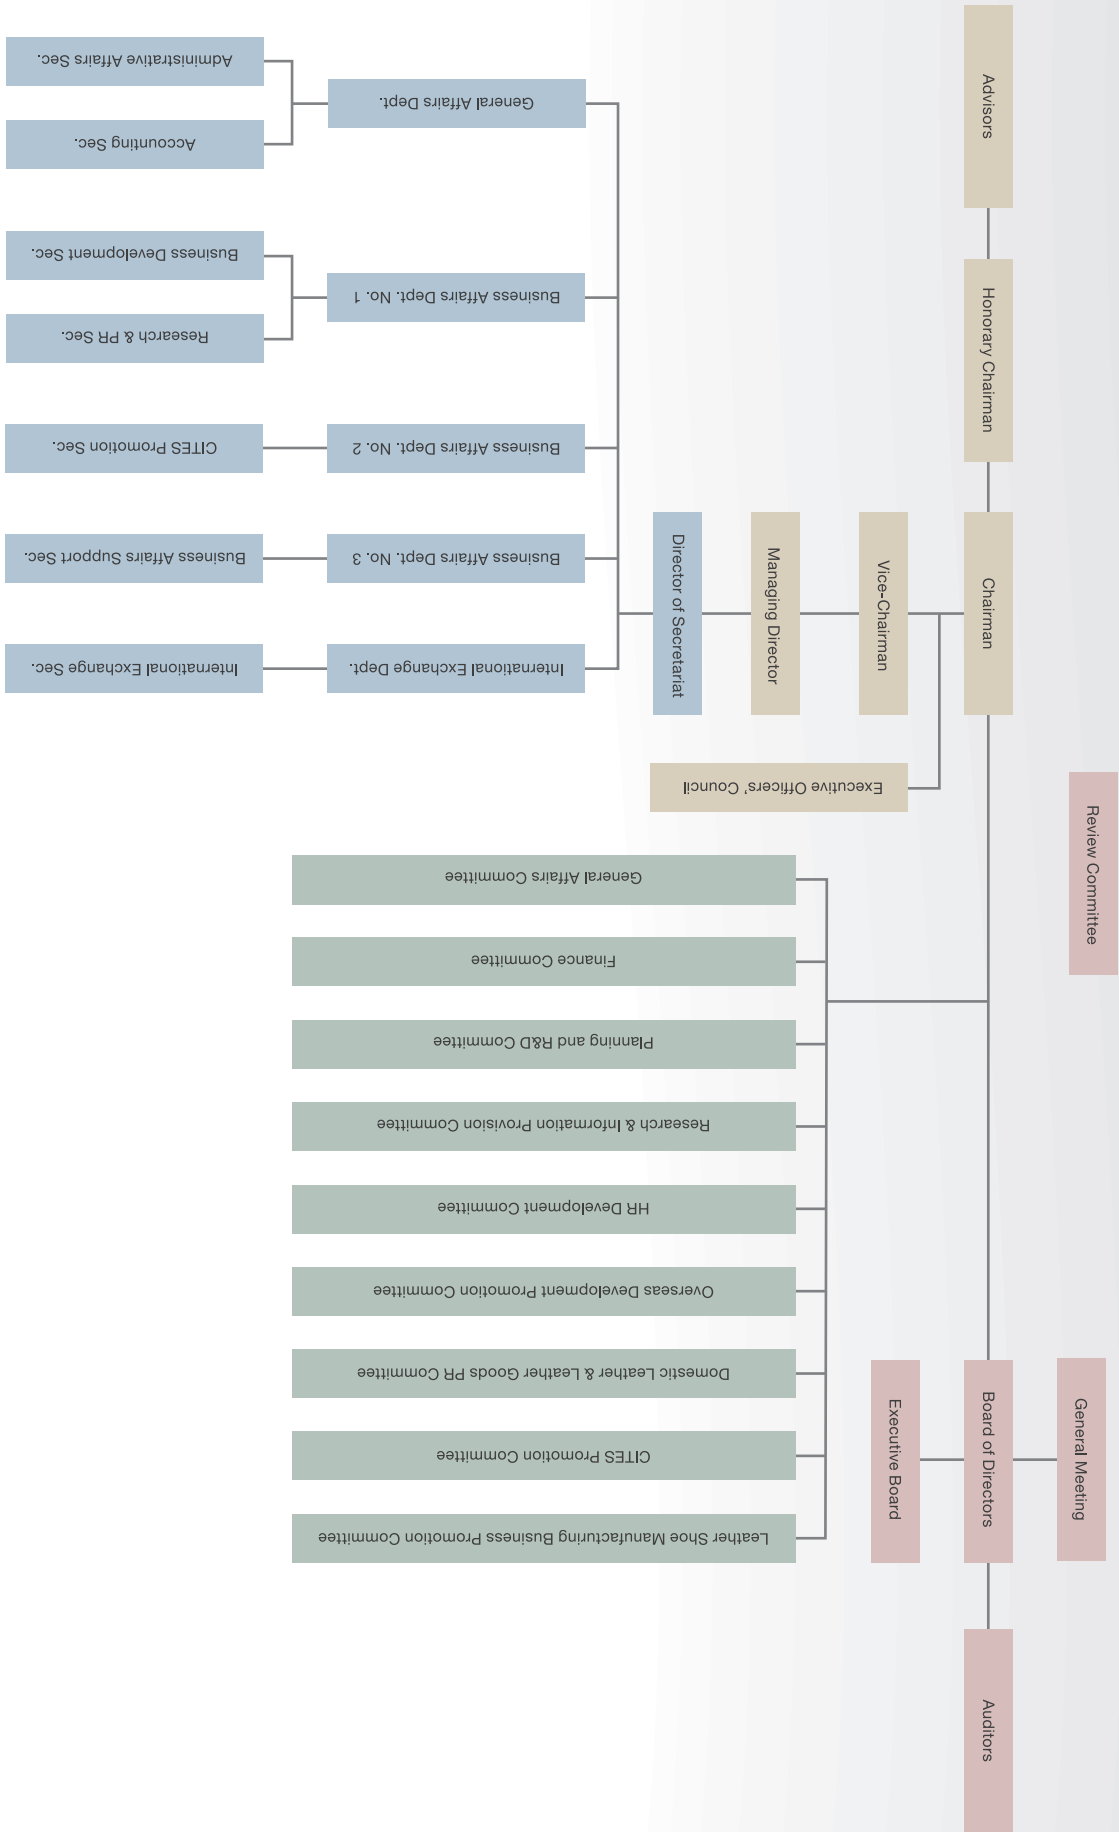 General Meeting
Review Committee
Auditors
Board of Directors
Executive Board
Chairman
Honorary Chairman
Advisors
Vice-Chairman
Managing Director
Director of Secretariat
Executive Officers' Council
Leather Shoe Manufacturing Business Promotion Committee
CITES Promotion Committee
Domestic Leather & Leather Goods PR Committee
Overseas Development Promotion Committee
HR Development Committee
Research & Information Provision Committee
Planning and R&D Committee
Finance Committee
General Affairs Committee
International Exchange Dept.
International Exchange Sec.
Business Affairs Dept. No. 3
Business Affairs Support Sec.
Business Affairs Dept. No. 2
CITES Promotion Sec.
Business Affairs Dept. No. 1
Research & PR Sec.
Business Development Sec.
General Affairs Dept.
Accounting Sec.
Administrative Affairs Sec.